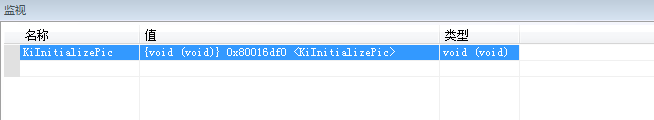 监视
名称 值 类型
KiInitializePic {void (void)} 0x80016df0 <KiInitializePic> void (void)